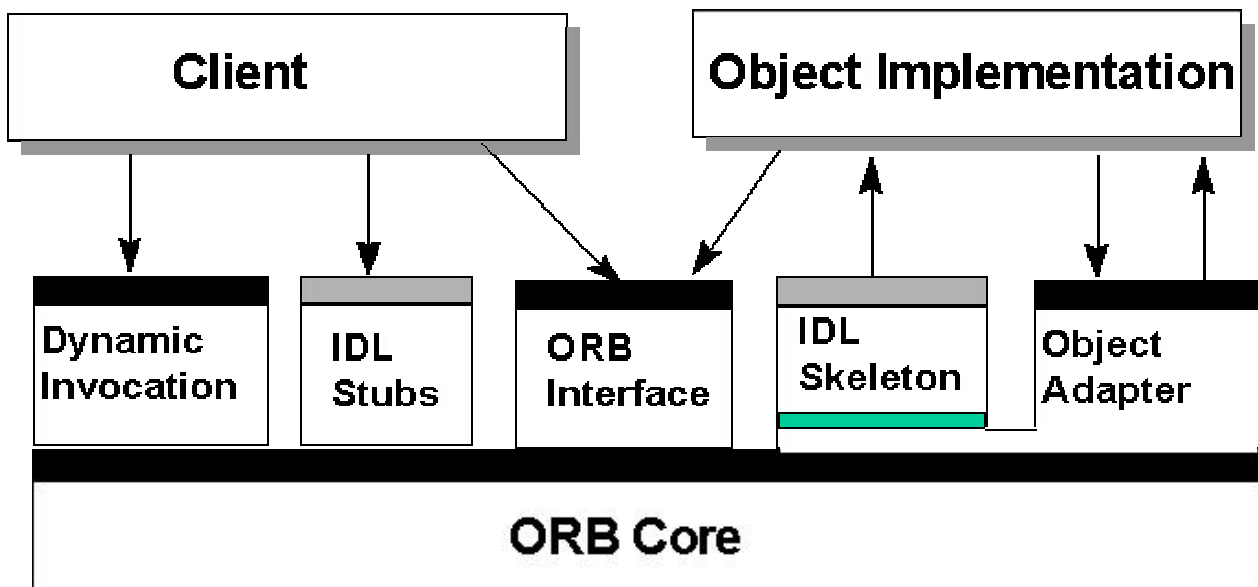 Client
Object Implementation
Dynamic
Invocation
IDL
Stubs
ORB
Interface
IDL
Skeleton
Object
Adapter
ORB Core